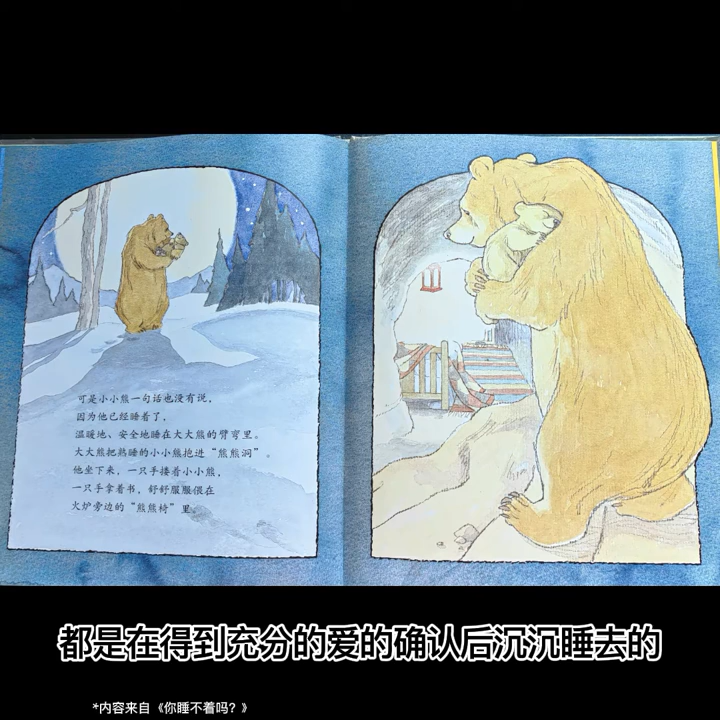 可是小小熊一句话也没有说，
因为他已经睡着了，
温暖地、安全地睡在大大熊的臂弯里。
大大熊把熟睡的小小熊抱进“熊熊洞”。
他坐下来，一只手搂着小小熊，
一只手拿着书，舒舒服服偎在
火炉旁边的“熊熊椅”里。
都是在得到充分的爱的确认后沉沉睡去的
*内容来自《你睡不着吗？》